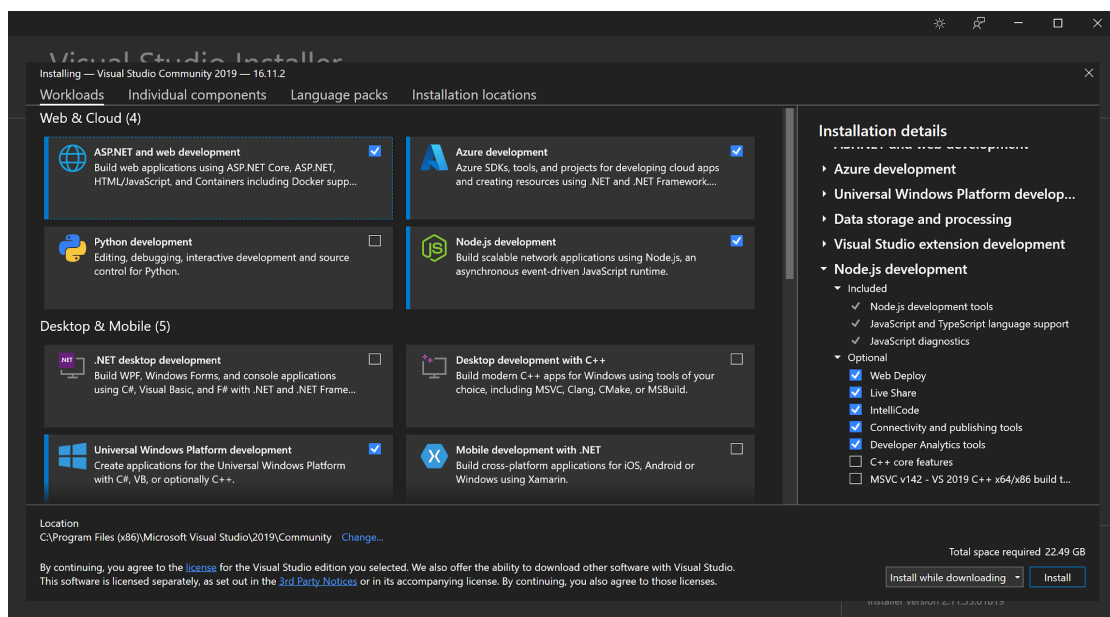 Visual Studio Installer
Installing — Visual Studio Community 2019 — 16.11.2
Workloads
Individual components
Language packs
Installation locations
Web & Cloud (4)
ASP.NET and web development
Build web applications using ASP.NET Core, ASP.NET,
HTML/JavaScript, and Containers including Docker supp...
Azure development
Azure SDKs, tools, and projects for developing cloud apps
and creating resources using .NET and .NET Framework....
Python development
Editing, debugging, interactive development and source
control for Python.
Node.js development
Build scalable network applications using Node.js, an
asynchronous event-driven JavaScript runtime.
Desktop & Mobile (5)
.NET
.NET desktop development
Build WPF, Windows Forms, and console applications
using C#, Visual Basic, and F# with .NET and .NET Frame...
Desktop development with C++
Build modern C++ apps for Windows using tools of your
choice, including MSVC, Clang, CMake, or MSBuild.
Universal Windows Platform development
Create applications for the Universal Windows Platform
with C#, VB, or optionally C++.
Mobile development with .NET
Build cross-platform applications for iOS, Android or
Windows using Xamarin.
Installation details
ASP.NET and web development
Azure development
Universal Windows Platform develop...
Data storage and processing
Visual Studio extension development
Node.js development
Included
Node.js development tools
JavaScript and TypeScript language support
JavaScript diagnostics
Optional
Web Deploy
Live Share
IntelliCode
Connectivity and publishing tools
Developer Analytics tools
C++ core features
MSVC v142 - VS 2019 C++ x64/x86 build t...
Location
C:\Program Files (x86)\Microsoft Visual Studio\2019\Community Change...
By continuing, you agree to the license for the Visual Studio edition you selected. We also offer the ability to download other software with Visual Studio.
This software is licensed separately, as set out in the 3rd Party Notices or in its accompanying license. By continuing, you also agree to those licenses.
Total space required 22.49 GB
Install while downloading
Install